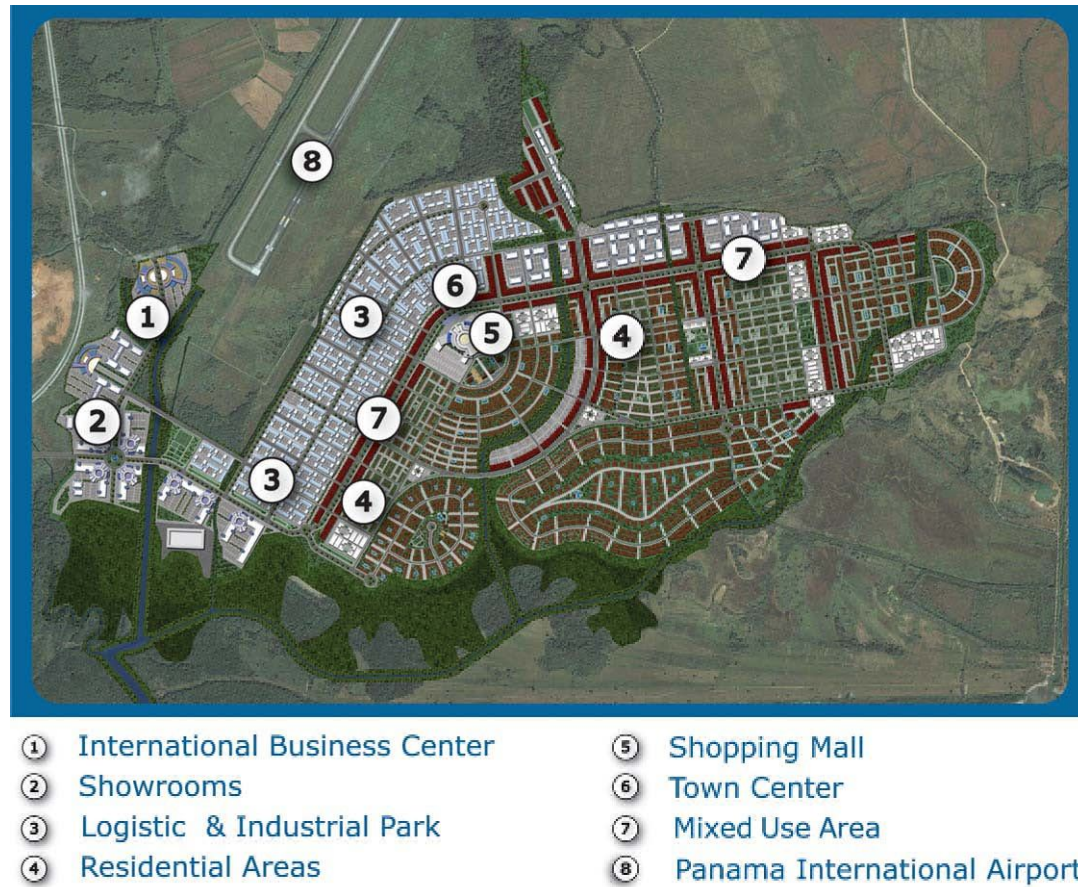 8
1
6
3
5
4
7
7
2
3
4
1 International Business Center
2 Showrooms
3 Logistic & Industrial Park
4 Residential Areas
5 Shopping Mall
6 Town Center
7 Mixed Use Area
8 Panama International Airport